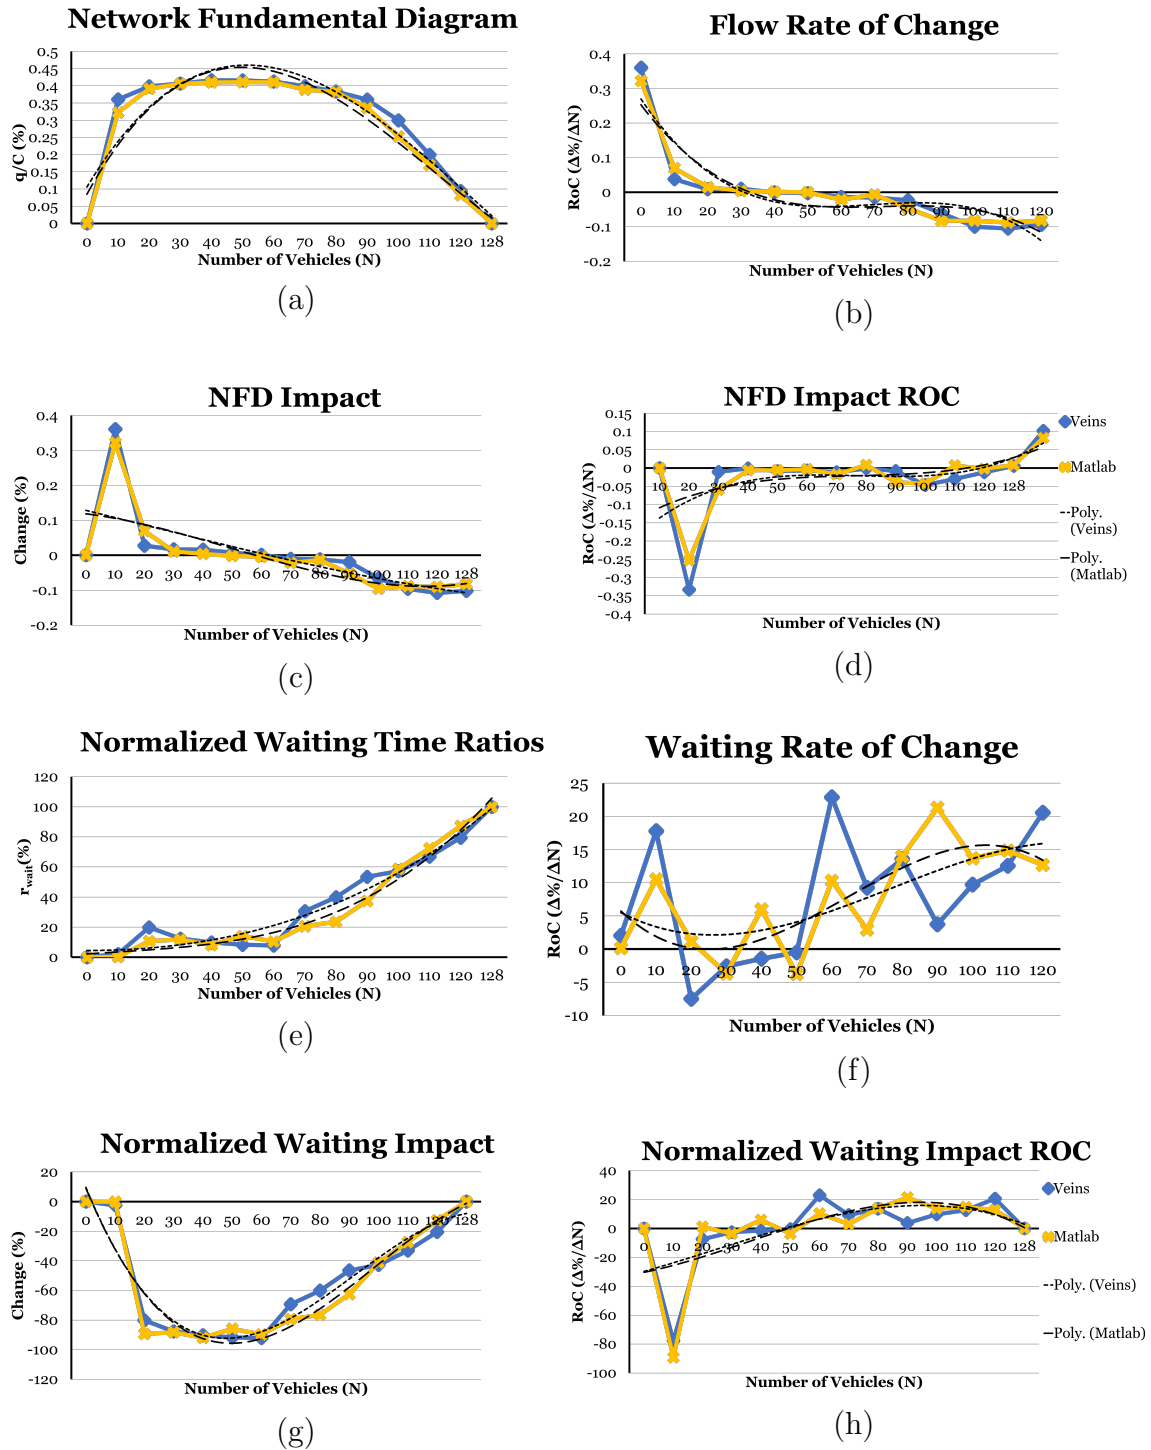 Network Fundamental Diagram
0.5
0.45
0.4
0.35
0.3
0.25
0.2
0.15
0.1
0.05
0
q/C (%)
0 10 20 30 40 50 60 70 80 90 100 110 120 128
Number of Vehicles (N)
(a)
Flow Rate of Change
0.4
0.3
0.2
0.1
0
-0.1
-0.2
RoC (Δ%/ΔN)
0 10 20 30 40 50 60 70 80 90 100 110 120
Number of Vehicles (N)
(b)
NFD Impact
0.4
0.3
0.2
0.1
0
-0.1
-0.2
Change (%)
0 10 20 30 40 50 60 70 80 90 100 110 120 128
Number of Vehicles (N)
(c)
NFD Impact ROC
0.15
0.1
0.05
0
-0.05
-0.1
-0.15
-0.2
-0.25
-0.3
-0.35
-0.4
RoC (Δ%/ΔN)
10 20 30 40 50 60 70 80 90 100 110 120 128
Number of Vehicles (N)
Veins
Matlab
Poly.
(Veins)
Poly.
(Matlab)
(d)
Normalized Waiting Time Ratios
120
100
80
60
40
20
0
rwait(%)
0 10 20 30 40 50 60 70 80 90 100 110 120 128
Number of Vehicles (N)
(e)
Waiting Rate of Change
25
20
15
10
5
0
-5
-10
RoC (Δ%/ΔN)
0 10 20 30 40 50 60 70 80 90 100 110 120
Number of Vehicles (N)
(f)
Normalized Waiting Impact
20
0
-20
-40
-60
-80
-100
-120
Change (%)
0 10 20 30 40 50 60 70 80 90 100 110 120 128
Number of Vehicles (N)
(g)
Normalized Waiting Impact ROC
40
20
0
-20
-40
-60
-80
-100
RoC (Δ%/ΔN)
0 10 20 30 40 50 60 70 80 90 100 110 120 128
Number of Vehicles (N)
Veins
Matlab
Poly. (Veins)
Poly. (Matlab)
(h)